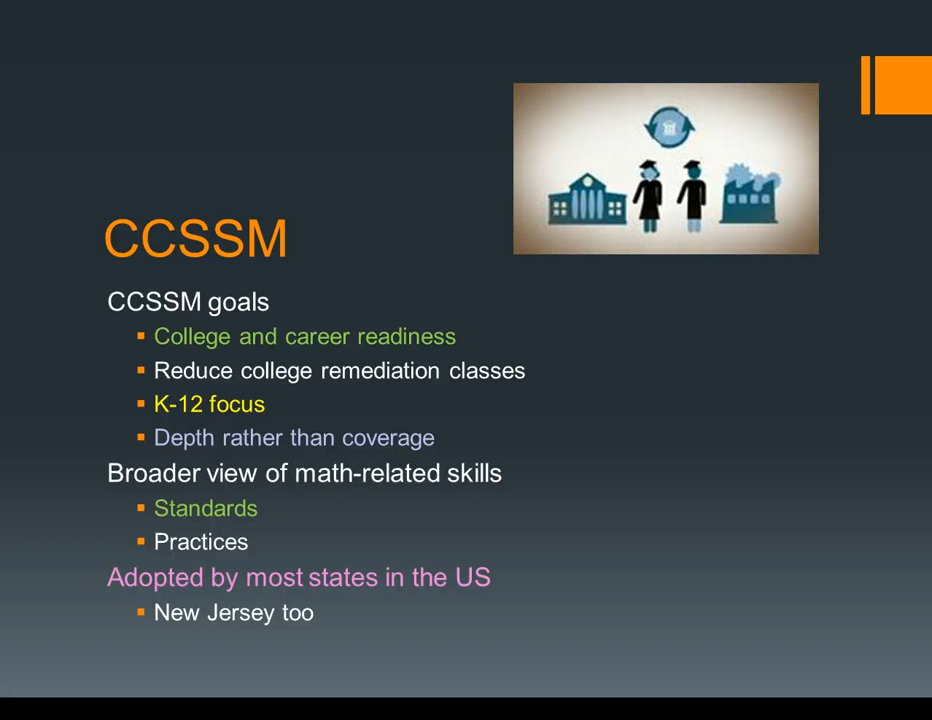 CCSSM
CCSSM goals
College and career readiness
Reduce college remediation classes
K-12 focus
Depth rather than coverage
Broader view of math-related skills
Standards
Practices
Adopted by most states in the US
New Jersey too